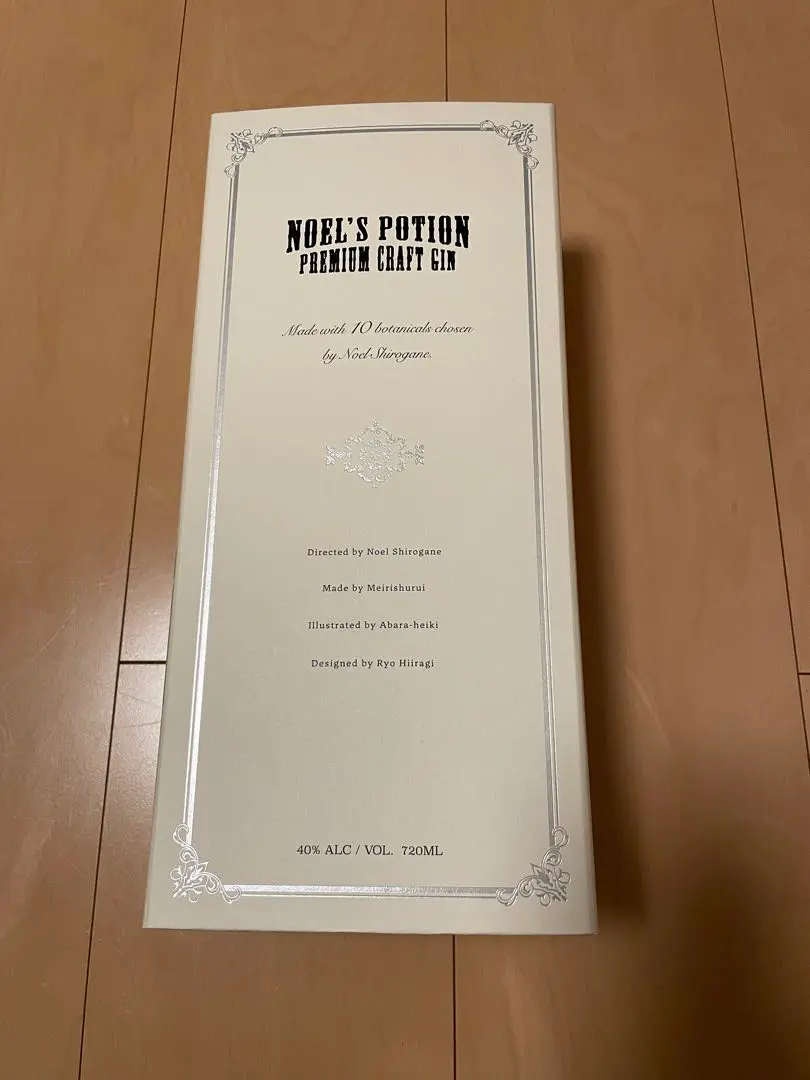 NOEL'S POTION
PREMIUM CRAFT GIN
Made with 10 botanicals chosen
by Noel Shirogane.
Directed by Noel Shirogane
Made by Meirishurui
Illustrated by Abara-heiki
Designed by Ryo Hiiragi
40% ALC / VOL. 720ML